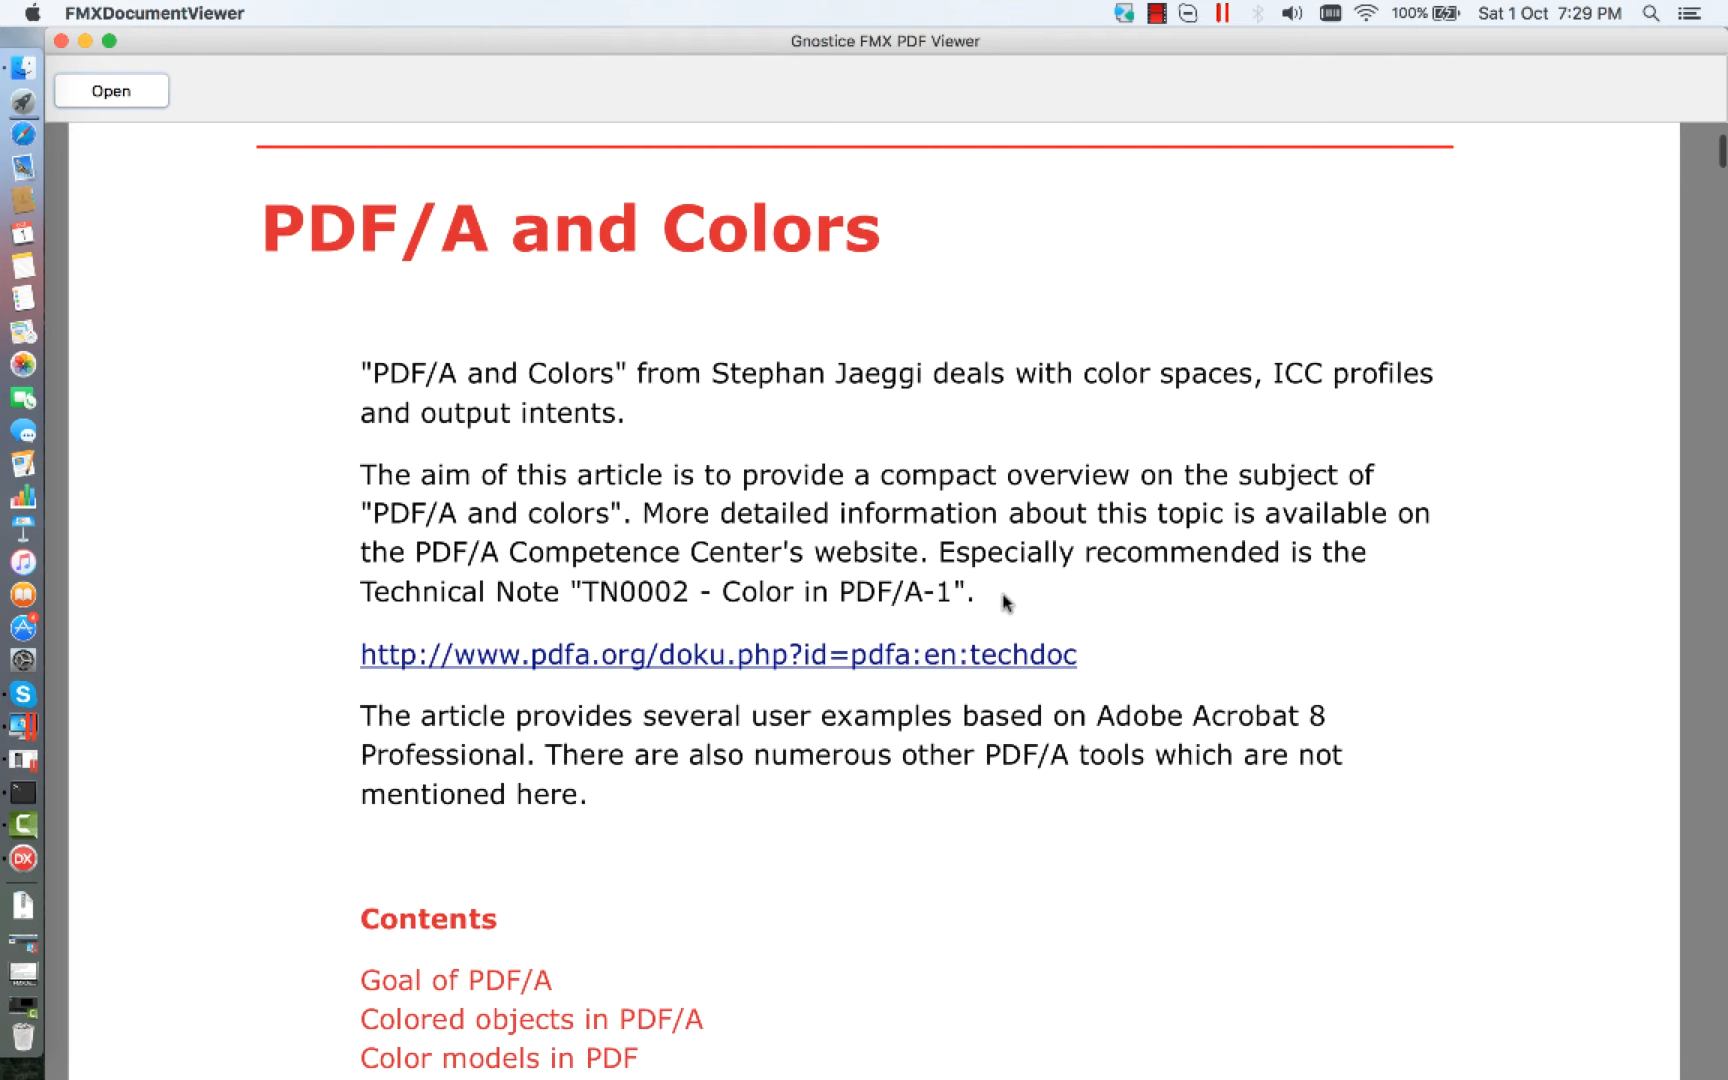 FMXDocumentViewer
100%
Sat 1 Oct 7:29 PM
Gnostice FMX PDF Viewer
Open
PDF/A and Colors
"PDF/A and Colors" from Stephan Jaeggi deals with color spaces, ICC profiles
and output intents.
The aim of this article is to provide a compact overview on the subject of
"PDF/A and colors". More detailed information about this topic is available on
the PDF/A Competence Center's website. Especially recommended is the
Technical Note "TN0002 - Color in PDF/A-1".
http://www.pdfa.org/doku.php?id=pdfa:en:techdoc
The article provides several user examples based on Adobe Acrobat 8
Professional. There are also numerous other PDF/A tools which are not
mentioned here.
Contents
Goal of PDF/A
Colored objects in PDF/A
Color models in PDF
1
S
DX